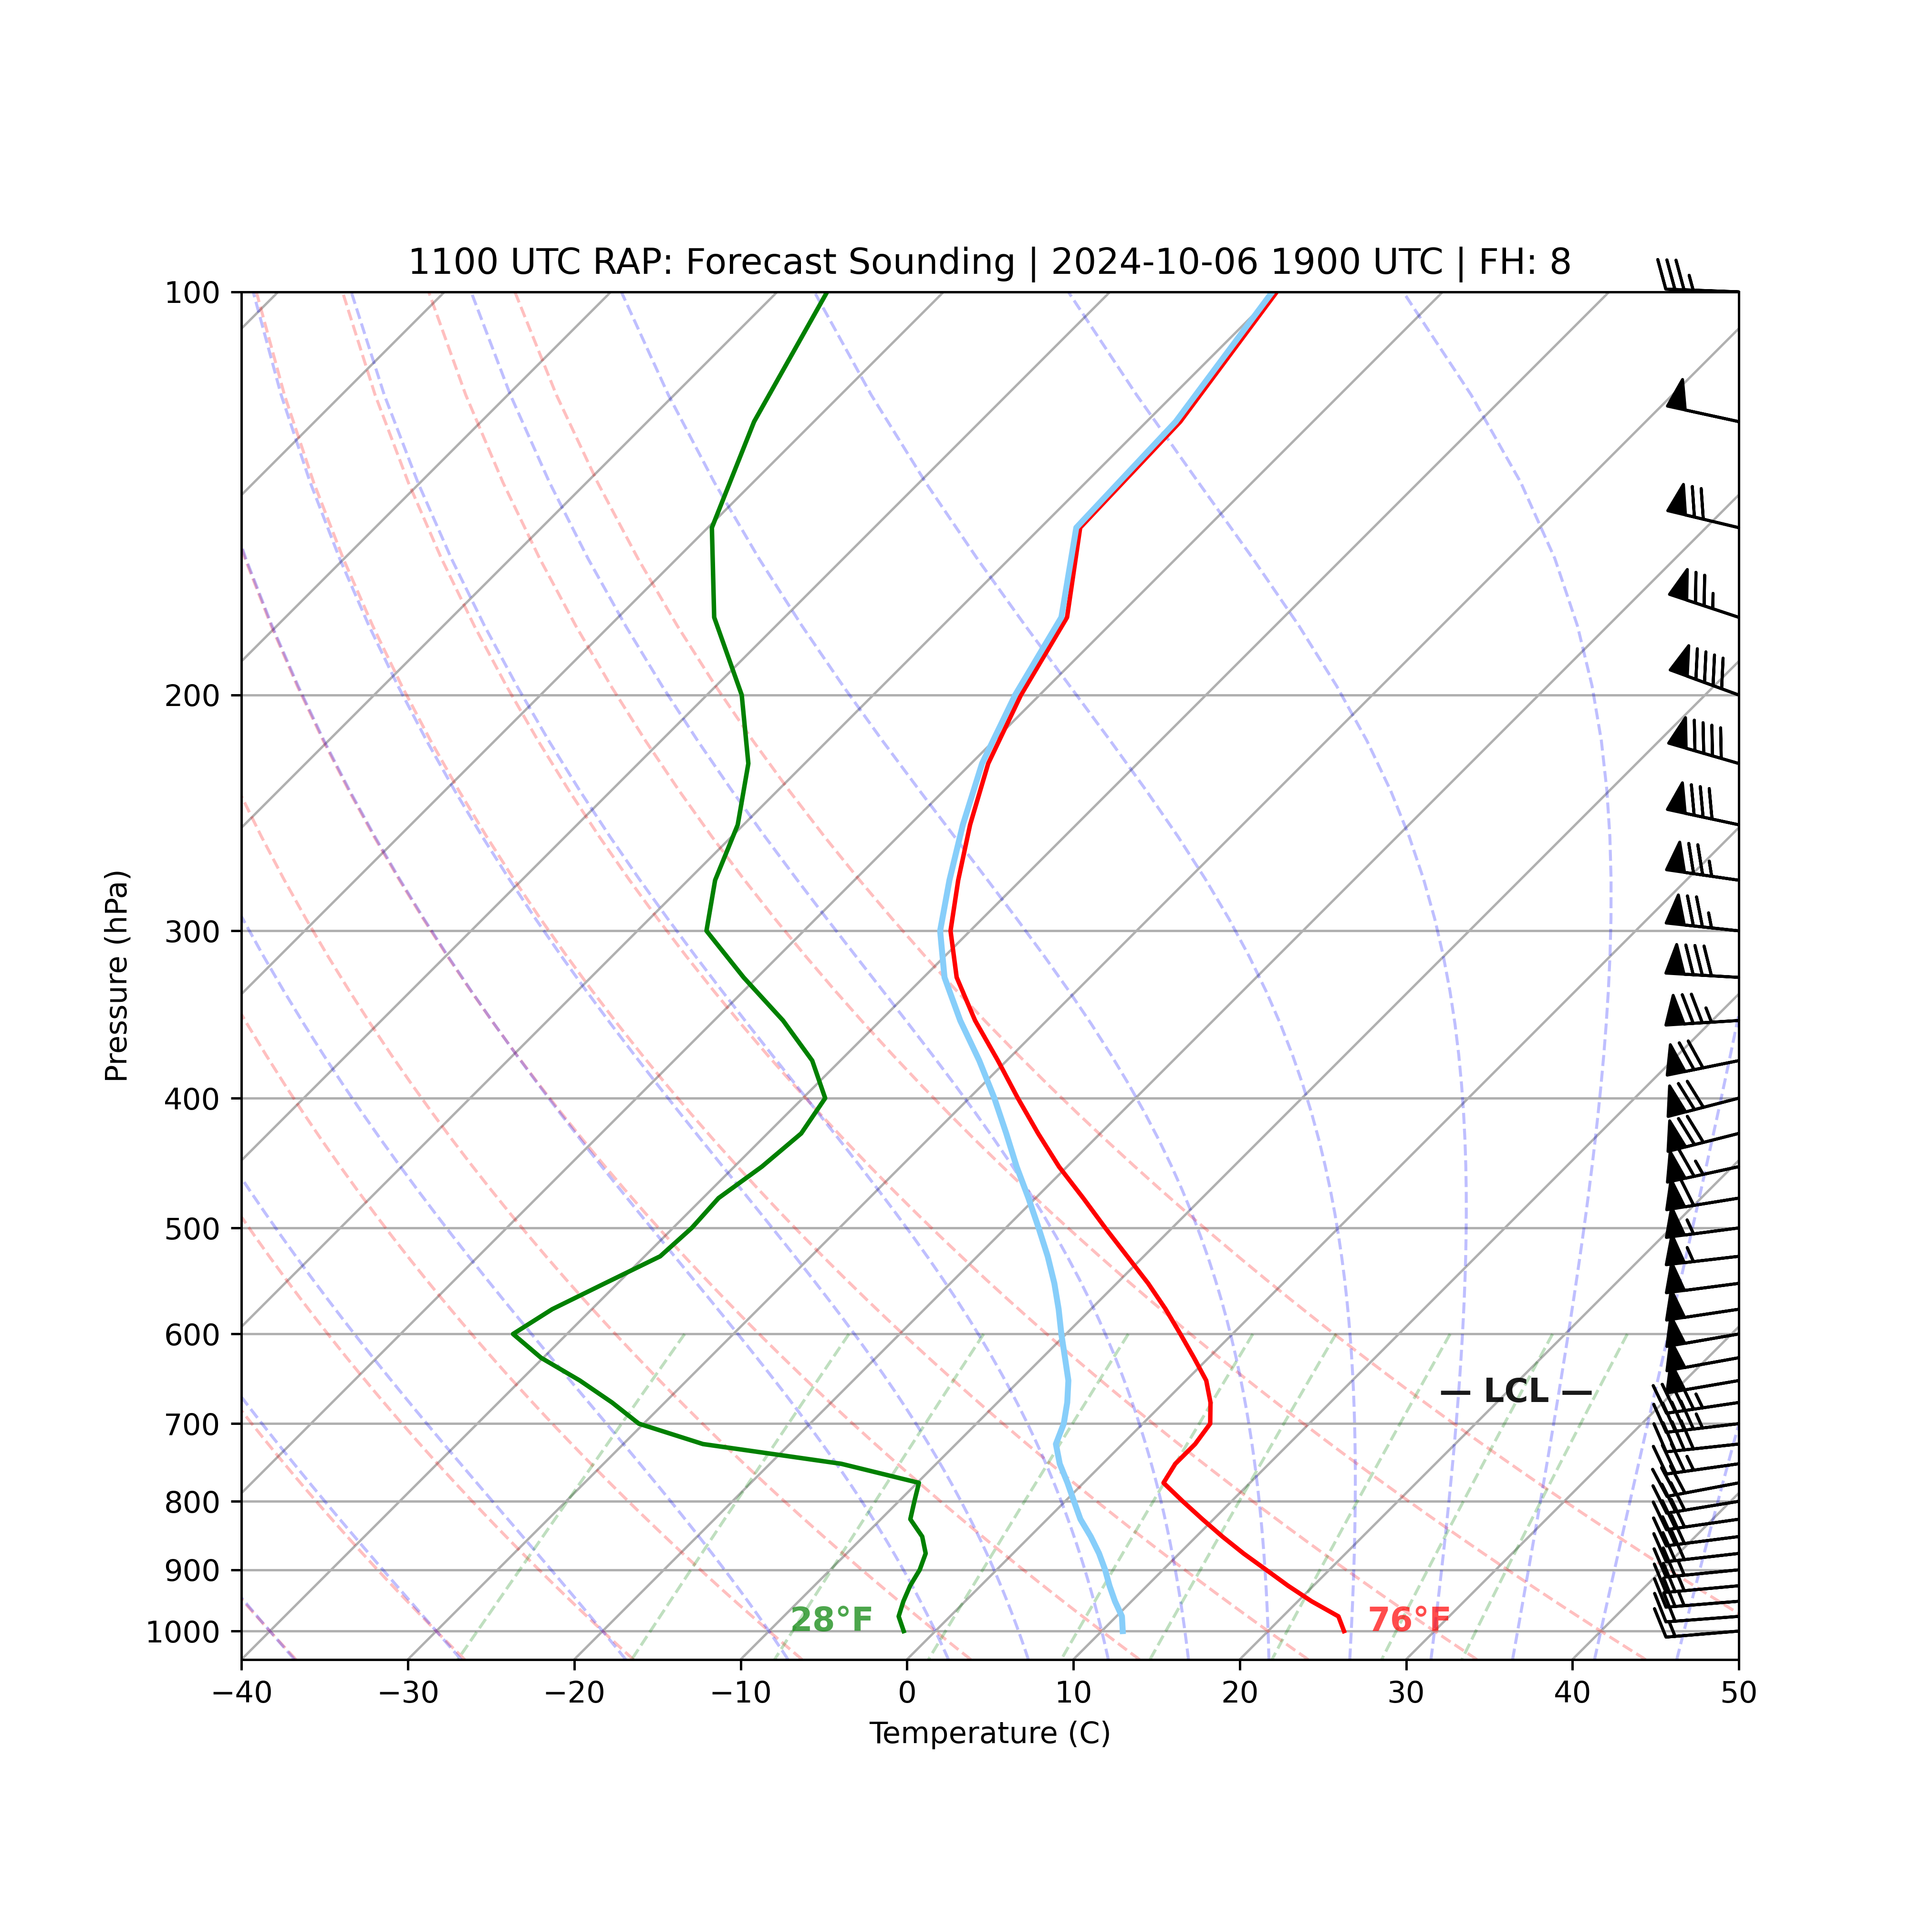 1100 UTC RAP: Forecast Sounding | 2024-10-06 1900 UTC | FH: 8
100
200
300
400
500
600
700
800
900
1000
Pressure (hPa)
— LCL —
28°F
76°F
−40 −30 −20 −10 0 10 20 30 40 50
Temperature (C)